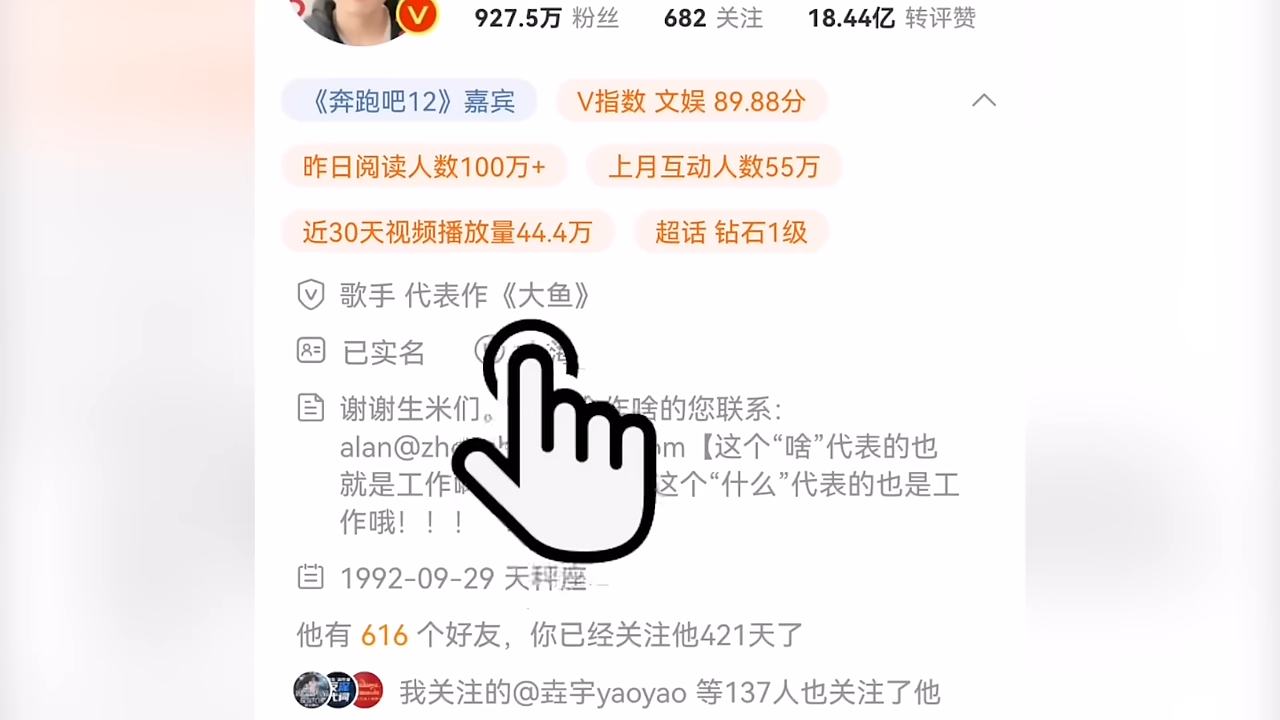 927.5万 粉丝 682 关注 18.44亿 转评赞
《奔跑吧12》嘉宾 V指数 文娱 89.88分
昨日阅读人数100万+ 上月互动人数55万
近30天视频播放量44.4万 超话 钻石1级
歌手 代表作《大鱼》
已实名
谢谢生米们。 作啥的您联系:
alan@zh om【这个“啥”代表的也
就是工作 这个“什么”代表的也是工
作哦！！！
1992-09-29 天秤座
他有 616 个好友，你已经关注他421天了
我关注的@垚宇yaoyao 等137人也关注了他